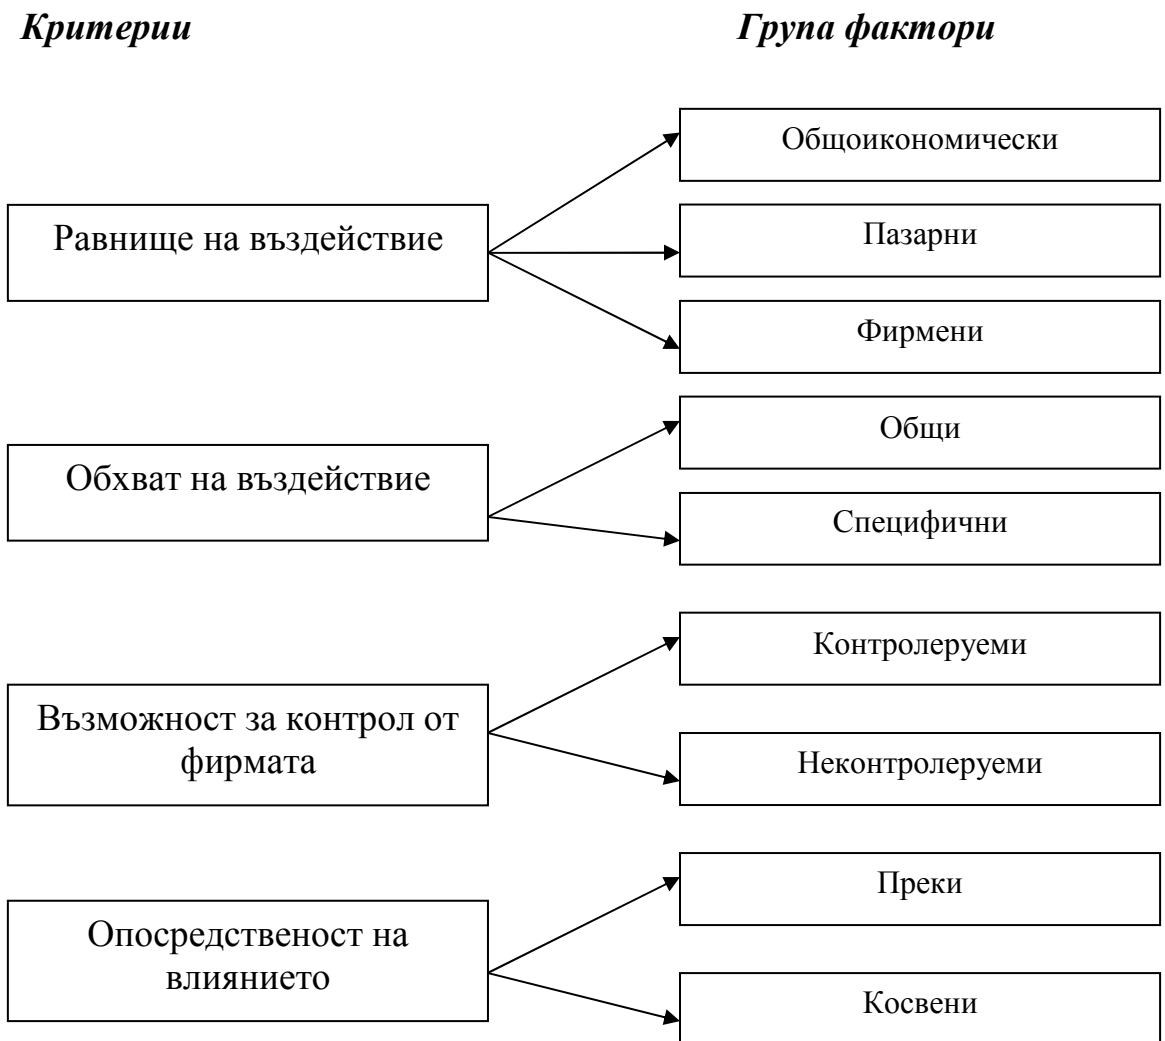 Критерии
Група фактори
Равнище на въздействие
Общоикономически
Пазарни
Фирмени
Обхват на въздействие
Общи
Специфични
Възможност за контрол от
фирмата
Контролеруеми
Неконтролеруеми
Опосредственост на
влиянието
Преки
Косвени